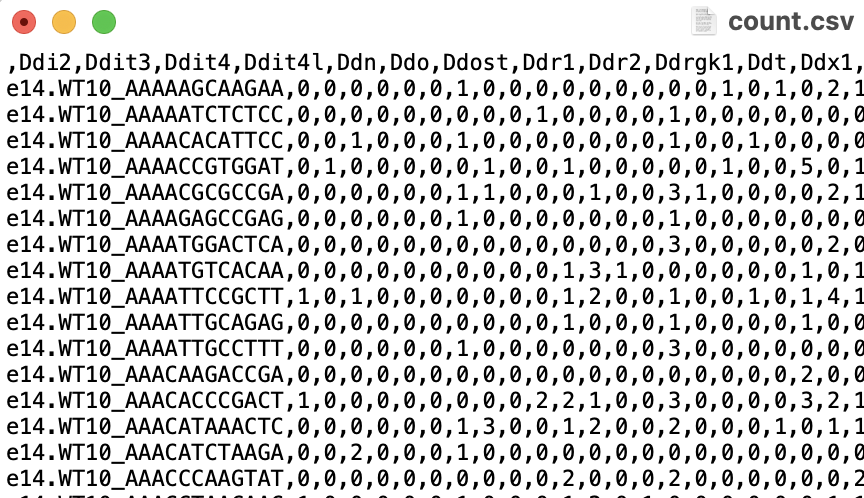 count.csv
,Ddi2,Ddit3,Ddit4,Ddit4l,Ddn,Ddo,Ddost,Ddr1,Ddr2,Ddrgk1,Ddt,Ddx1,
e14.WT10_AAAAAGCAAGAA,0,0,0,0,0,0,1,0,0,0,0,0,0,0,0,0,1,0,1,0,2,1
e14.WT10_AAAAATCTCTCC,0,0,0,0,0,0,0,0,0,1,0,0,0,0,1,0,0,0,0,0,0,0
e14.WT10_AAAACACATTCC,0,0,1,0,0,0,1,0,0,0,0,0,0,0,1,0,0,1,0,0,0,0
e14.WT10_AAAACCGTGGAT,0,1,0,0,0,0,0,1,0,0,1,0,0,0,0,0,1,0,0,5,0,1
e14.WT10_AAAACGCGCCGA,0,0,0,0,0,0,1,1,0,0,0,1,0,0,3,1,0,0,0,0,2,1
e14.WT10_AAAAGAGCCGAG,0,0,0,0,0,0,1,0,0,0,0,0,0,0,1,0,0,0,0,0,0,0
e14.WT10_AAAATGGACTCA,0,0,0,0,0,0,0,0,0,0,0,0,0,0,3,0,0,0,0,0,2,0
e14.WT10_AAAATGTCACAA,0,0,0,0,0,0,0,0,0,0,1,3,1,0,0,0,0,0,0,1,0,1
e14.WT10_AAAATTCCGCTT,1,0,1,0,0,0,0,0,0,0,1,2,0,0,1,0,0,1,0,1,4,1
e14.WT10_AAAATTGCAGAG,0,0,0,0,0,0,0,0,0,0,1,0,0,0,1,0,0,0,0,1,0,0
e14.WT10_AAAATTGCCTTT,0,0,0,0,0,0,1,0,0,0,0,0,0,0,3,0,0,0,0,0,0,0
e14.WT10_AAACAAGACCGA,0,0,0,0,0,0,0,0,0,0,0,0,0,0,0,0,0,0,0,2,0,0
e14.WT10_AAACACCCGACT,1,0,0,0,0,0,0,0,0,2,2,1,0,0,3,0,0,0,0,3,2,1
e14.WT10_AAACATAAACTC,0,0,0,0,0,0,1,3,0,0,1,2,0,0,2,0,0,0,1,0,1,1
e14.WT10_AAACATCTAAGA,0,0,2,0,0,0,1,0,0,0,0,0,0,0,0,0,0,0,0,0,0,0
e14.WT10_AAACCCAAGTAT,0,0,0,0,0,0,0,0,0,0,2,0,0,0,2,0,0,0,0,0,0,2